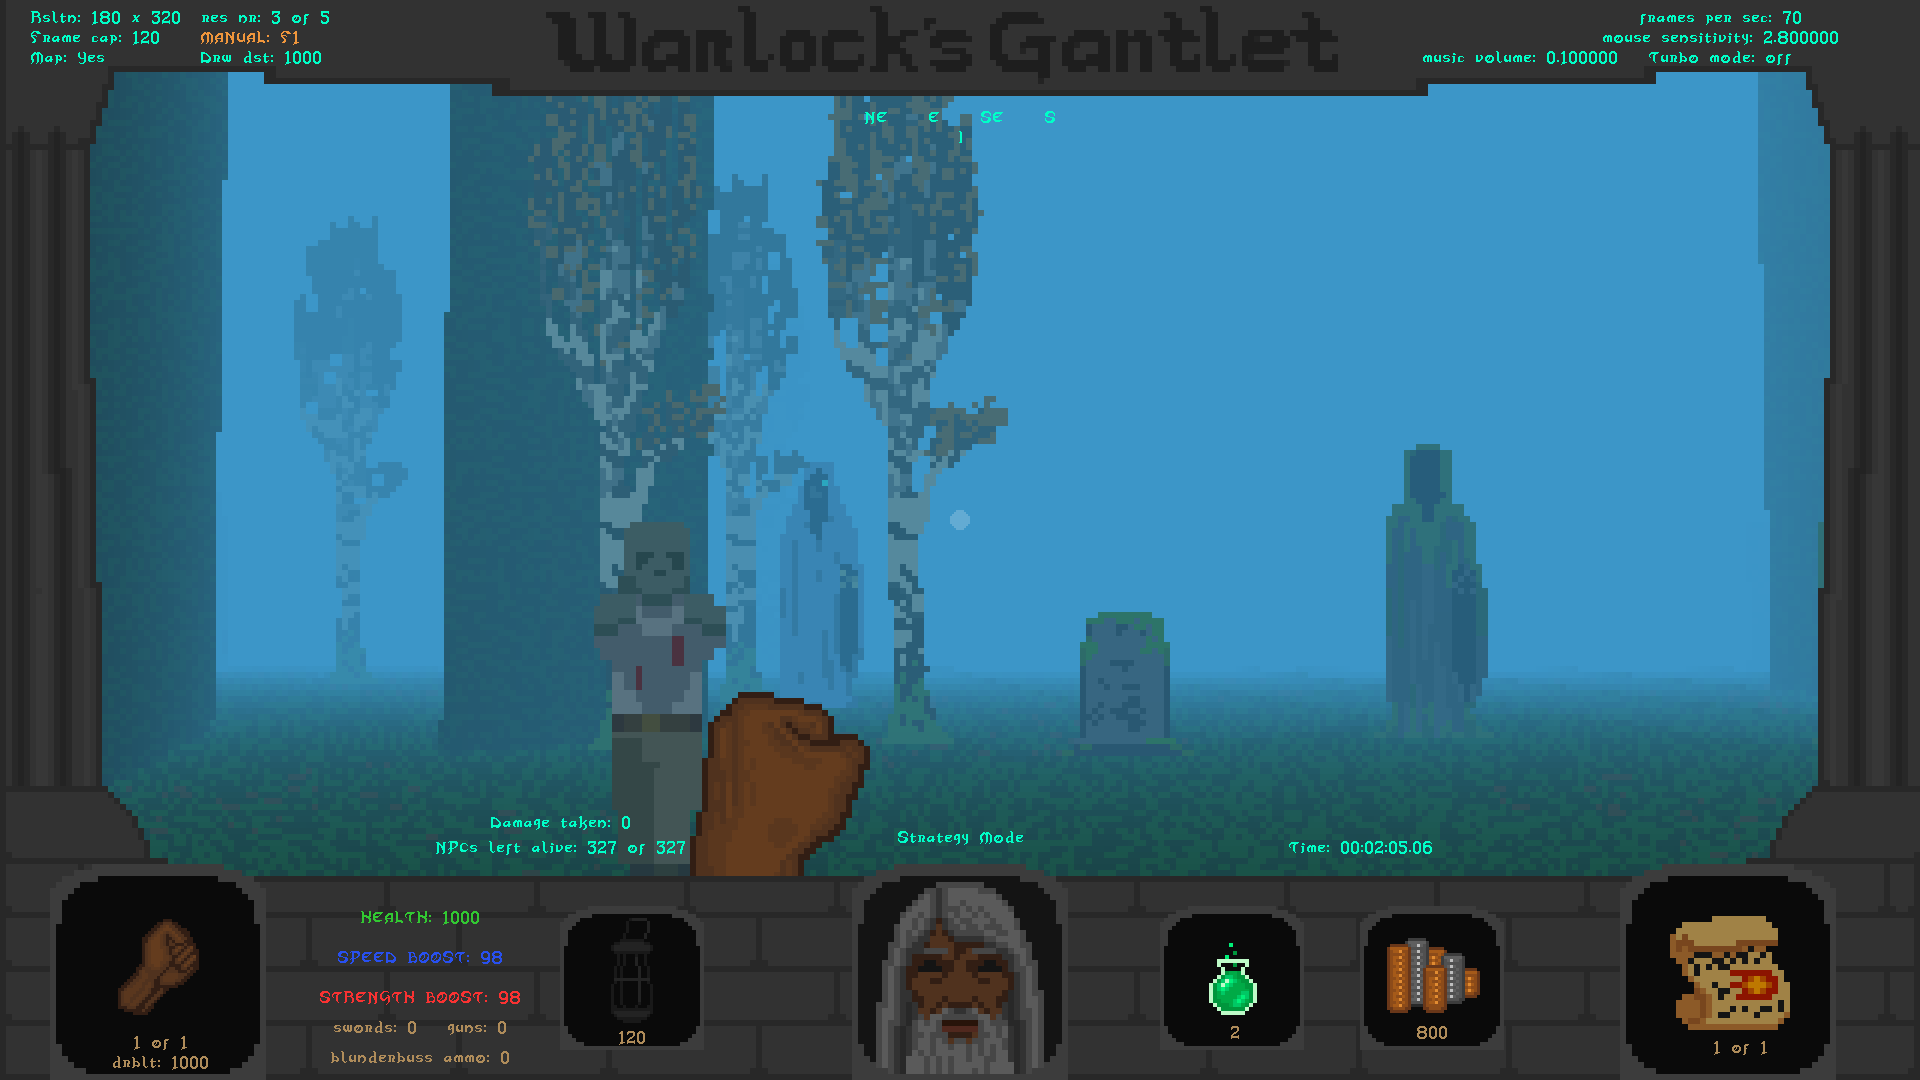 Rsltn: 180 x 320 res nr: 3 of 5
Frame cap: 120 MANUAL: F1
Map: Yes Drw dst: 1000
Warlock's Gantlet
frames per sec: 70
mouse sensitivity: 2.800000
music volume: 0.100000 Turbo mode: off
NE E SE S
Damage taken: 0
NPCs left alive: 327 of 327
Strategy Mode
Time: 00:02:05.06
HEALTH: 1000
SPEED BOOST: 98
STRENGTH BOOST: 98
swords: 0 guns: 0
blunderbuss ammo: 0
1 of 1
drblt: 1000
120
2
800
1 of 1